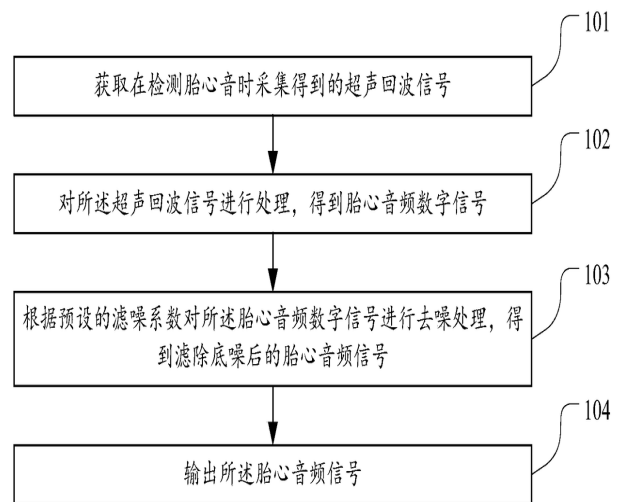 101
获取在检测胎心音时采集得到的超声回波信号
102
对所述超声回波信号进行处理，得到胎心音频数字信号
103
根据预设的滤噪系数对所述胎心音频数字信号进行去噪处理，得
到滤除底噪后的胎心音频信号
104
输出所述胎心音频信号